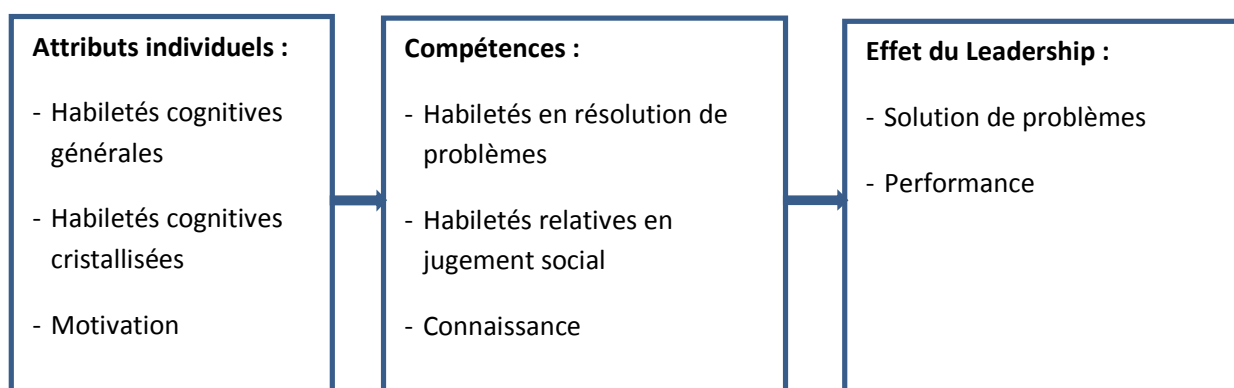 Attributs individuels :
- Habiletés cognitives
générales
- Habiletés cognitives
cristallisées
- Motivation
Compétences :
- Habiletés en résolution de
problèmes
- Habiletés relatives en
jugement social
- Connaissance
Effet du Leadership :
- Solution de problèmes
- Performance